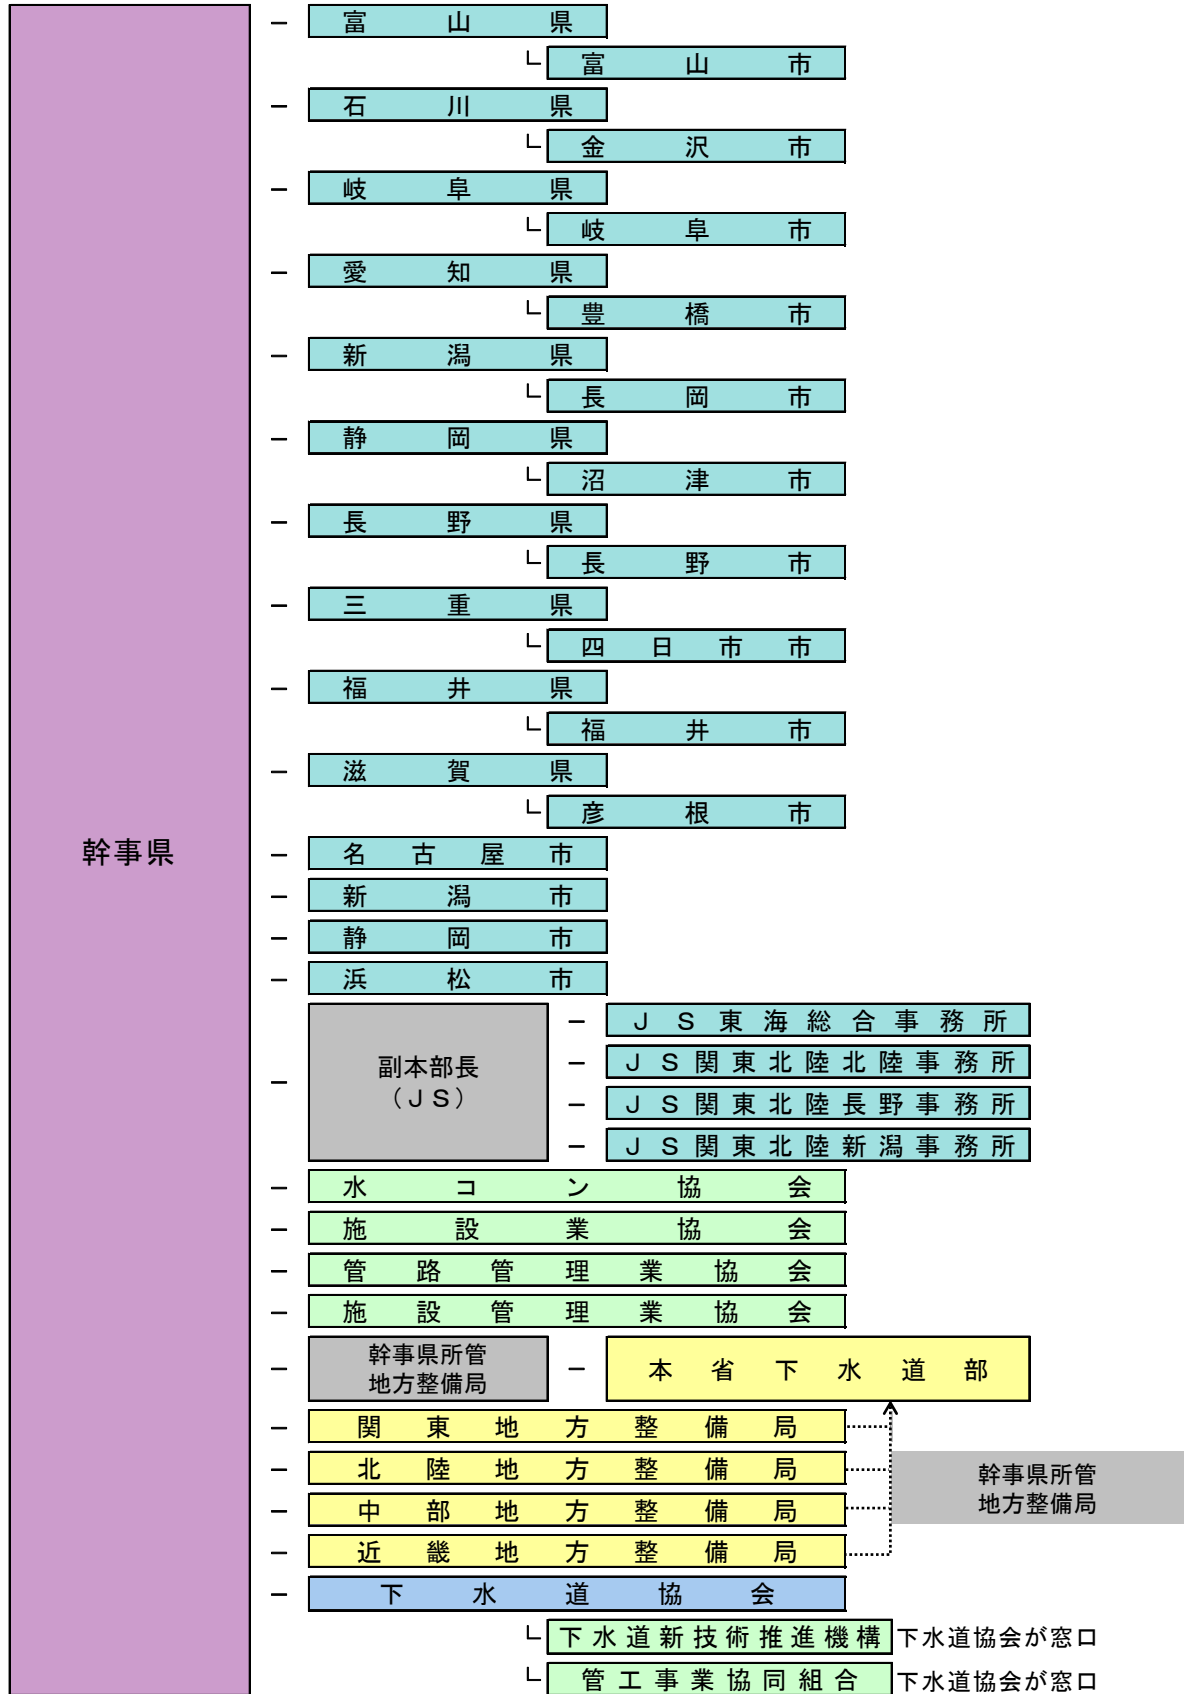 幹事県
富山県
富山市
石川県
金沢市
岐阜県
岐阜市
愛知県
豊橋市
新潟県
長岡市
静岡県
沼津市
長野県
長野市
三重県
四日市市
福井県
福井市
滋賀県
彦根市
名古屋市
新潟市
静岡市
浜松市
副本部長
（ＪＳ）
ＪＳ東海総合事務所
ＪＳ関東北陸北陸事務所
ＪＳ関東北陸長野事務所
ＪＳ関東北陸新潟事務所
水コン協会
施設業協会
管路管理業協会
施設管理業協会
幹事県所管
地方整備局
本省下水道部
関東地方整備局
北陸地方整備局
中部地方整備局
近畿地方整備局
幹事県所管
地方整備局
下水道協会
下水道新技術推進機構 下水道協会が窓口
管工事業協同組合 下水道協会が窓口